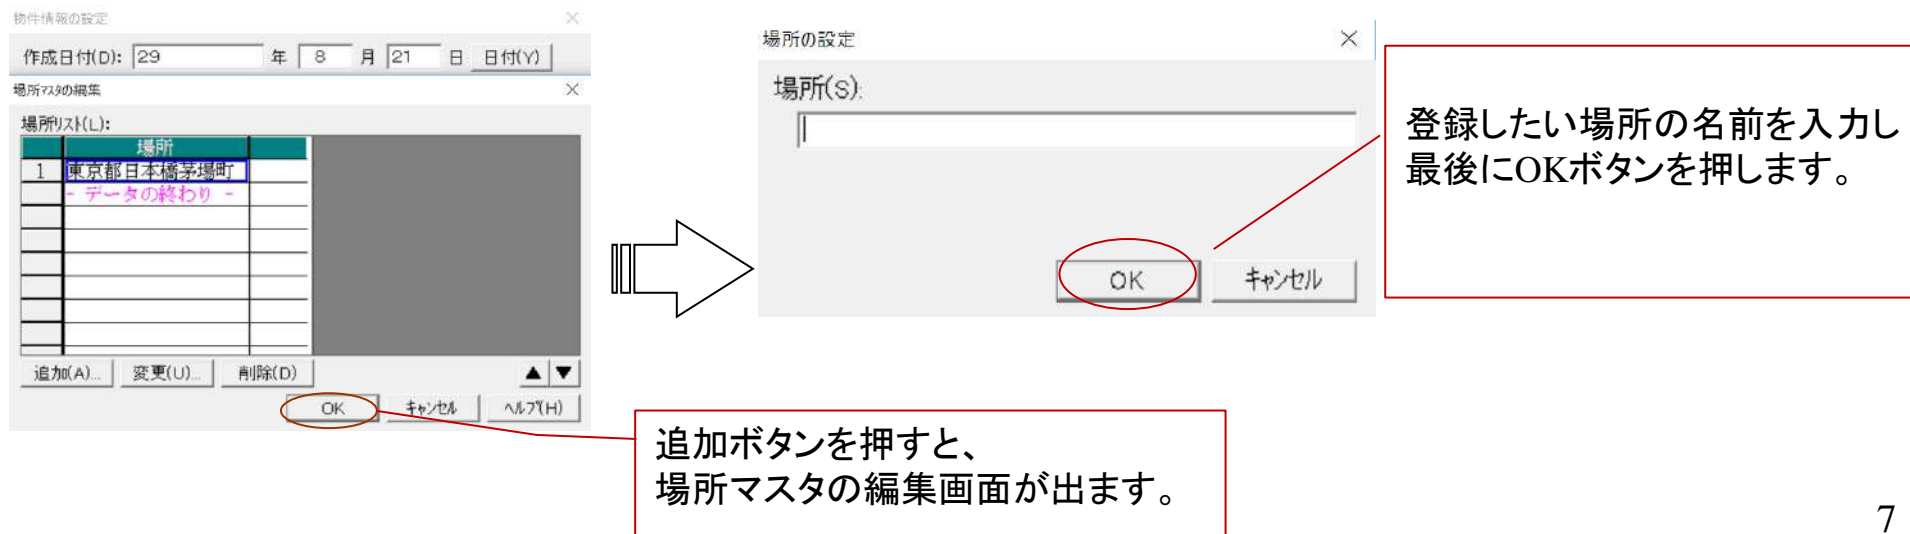 物件情報の設定
作成日付(D): 29 年 8 月 21 日 日付(Y)
場所マスタの編集
場所リスト(L):
場所
1 東京都日本橋茅場町
- データの終わり -
追加(A)... 変更(U)... 削除(D) ▲ ▼
OK キャンセル ヘルプ(H)
場所の設定
場所(S):
OK キャンセル
登録したい場所の名前を入力し
最後にOKボタンを押します。
追加ボタンを押すと、
場所マスタの編集画面が出ます。
7